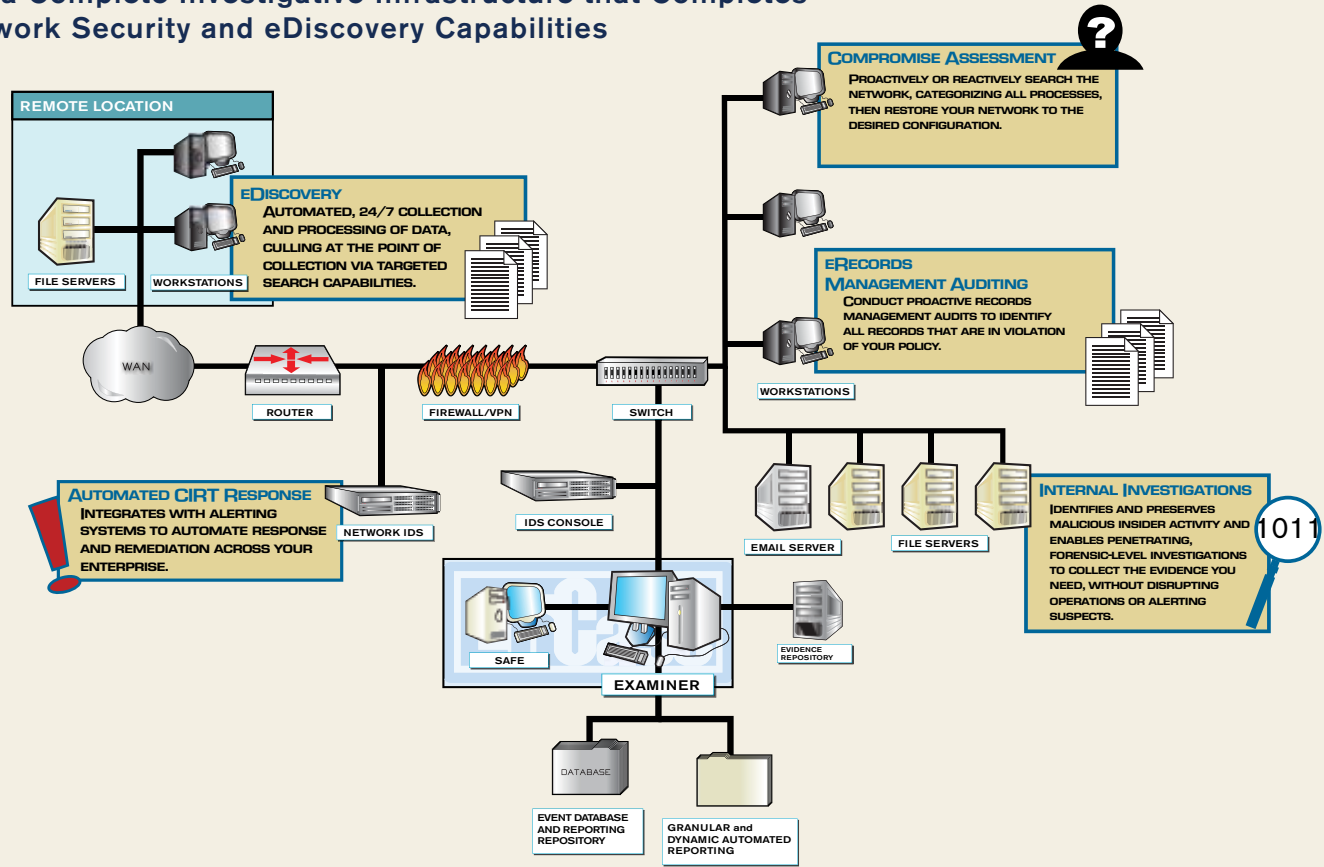 a Complete Investigative Infrastructure that Completes
work Security and eDiscovery Capabilities
REMOTE LOCATION
FILE SERVERS
WORKSTATIONS
EDISCOVERY
AUTOMATED, 24/7 COLLECTION
AND PROCESSING OF DATA,
CULLING AT THE POINT OF
COLLECTION VIA TARGETED
SEARCH CAPABILITIES.
?
COMPROMISE ASSESSMENT
PROACTIVELY OR REACTIVELY SEARCH THE
NETWORK, CATEGORIZING ALL PROCESSES,
THEN RESTORE YOUR NETWORK TO THE
DESIRED CONFIGURATION.
ERECORDS
MANAGEMENT AUDITING
CONDUCT PROACTIVE RECORDS
MANAGEMENT AUDITS TO IDENTIFY
ALL RECORDS THAT ARE IN VIOLATION
OF YOUR POLICY.
WORKSTATIONS
WAN
ROUTER
FIREWALL/VPN
SWITCH
AUTOMATED CIRT RESPONSE
INTEGRATES WITH ALERTING
SYSTEMS TO AUTOMATE RESPONSE
AND REMEDIATION ACROSS YOUR
ENTERPRISE.
NETWORK IDS
IDS CONSOLE
EMAIL SERVER
FILE SERVERS
INTERNAL INVESTIGATIONS
IDENTIFIES AND PRESERVES
MALICIOUS INSIDER ACTIVITY AND
ENABLES PENETRATING,
FORENSIC-LEVEL INVESTIGATIONS
TO COLLECT THE EVIDENCE YOU
NEED, WITHOUT DISRUPTING
OPERATIONS OR ALERTING
SUSPECTS.
1011
SAFE
EXAMINER
EVIDENCE
REPOSITORY
DATABASE
EVENT DATABASE
AND REPORTING
REPOSITORY
GRANULAR and
DYNAMIC AUTOMATED
REPORTING